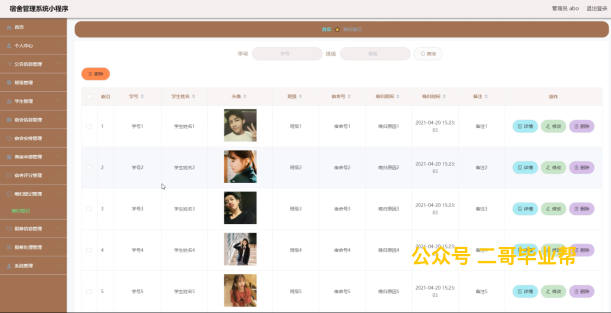 宿舍管理系统小程序
管理员 abo 退出登录
首页
个人中心
公告信息管理
班级管理
学生管理
宿舍信息管理
宿舍安排管理
宿舍评分管理
晚归登记管理
晚归登记
报修处理管理
系统管理
首页 晚归登记
学号 学号 班级 班级 查询
删除
索引 学号 学生姓名 头像 班级 宿舍号 晚归原因 晚归时间 备注 操作
1 学号1 学生姓名1 班级1 宿舍号1 晚归原因1 2021-04-20 15:23:03 备注1 详情 修改 删除
2 学号2 学生姓名2 班级2 宿舍号2 晚归原因2 2021-04-20 15:23:03 备注2 详情 修改 删除
3 学号3 学生姓名3 班级3 宿舍号3 晚归原因3 2021-04-20 15:23:03 备注3 详情 修改 删除
4 学号4 学生姓名4 班级4 宿舍号4 晚归原因4 2021-04-20 15:23:03 备注4 详情 修改 删除
公众号 二哥毕业帮
5 学号5 学生姓名5 班级5 宿舍号5 晚归原因5 2021-04-20 15:23:03 备注5 详情 修改 删除